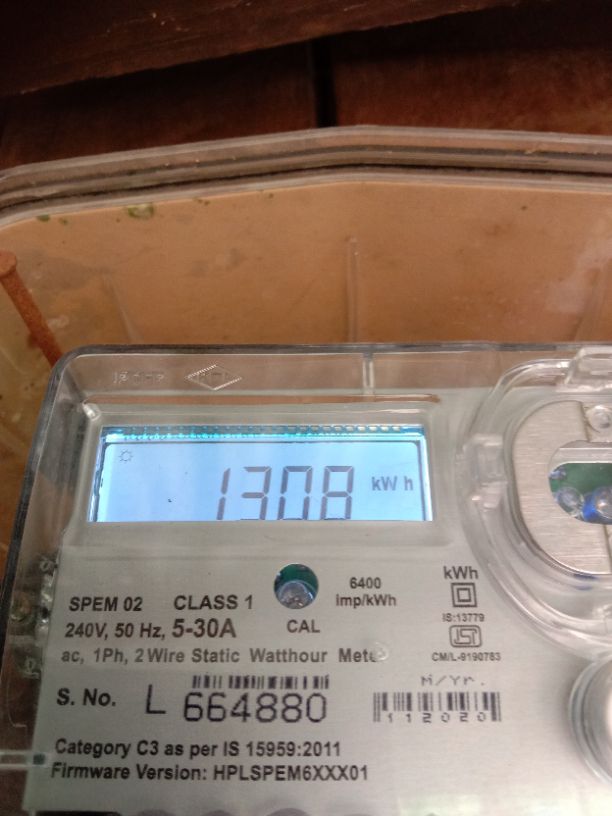 1308 kWh
SPEM 02 CLASS 1
240V, 50 Hz, 5-30A
ac, 1Ph, 2 Wire Static Watthour
CAL
6400
imp/kWh
kWh
IS:13779
CM/L-9190783
S. No. L 664880
M/Yr.
112020
Category C3 as per IS 15959:2011
Firmware Version: HPLSPEM6XXX01